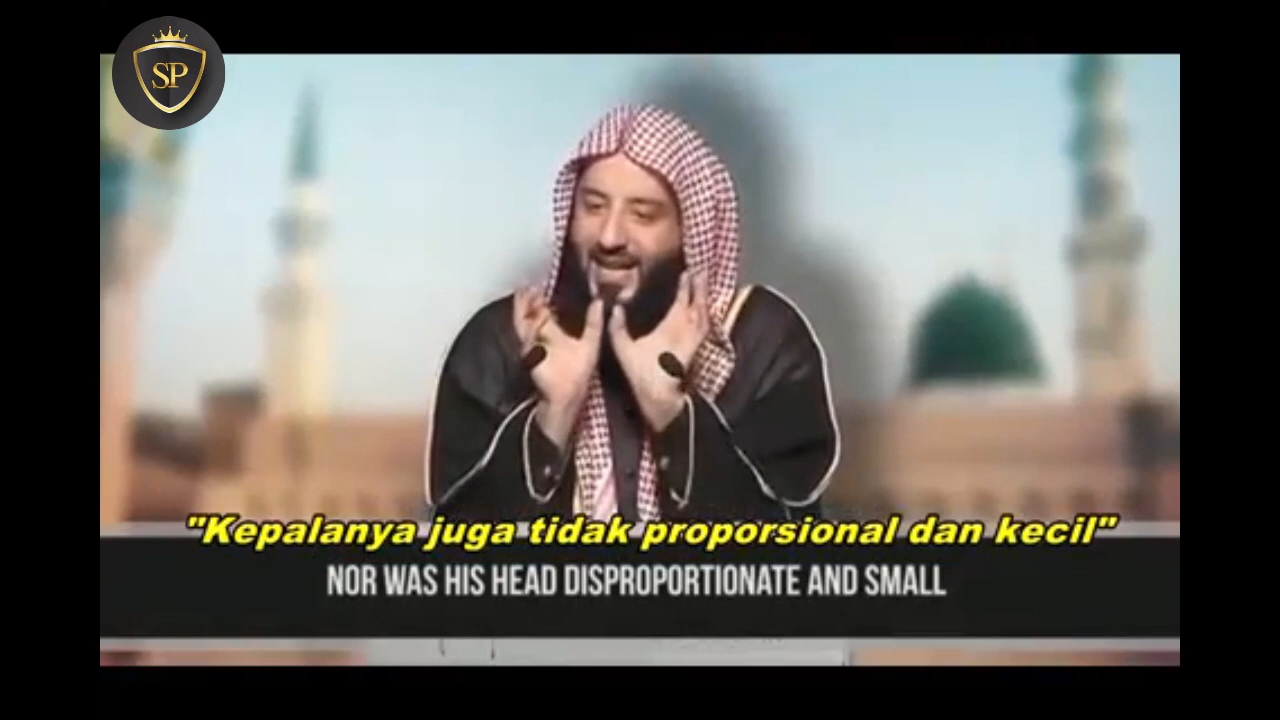 SP
"Kepalanya juga tidak proporsional dan kecil"
NOR WAS HIS HEAD DISPROPORTIONATE AND SMALL